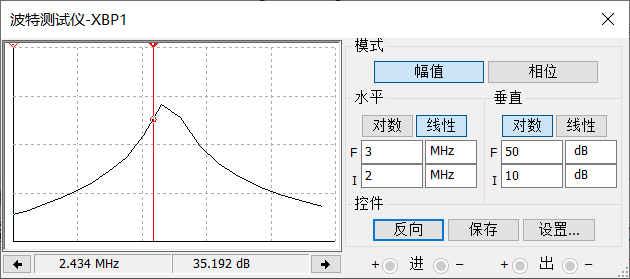 波特测试仪-XBP1
模式
幅值 相位
水平 垂直
对数 线性 对数 线性
F 3 MHz F 50 dB
I 2 MHz I 10 dB
控件
反向 保存 设置...
2.434 MHz 35.192 dB + 进 − + 出 −